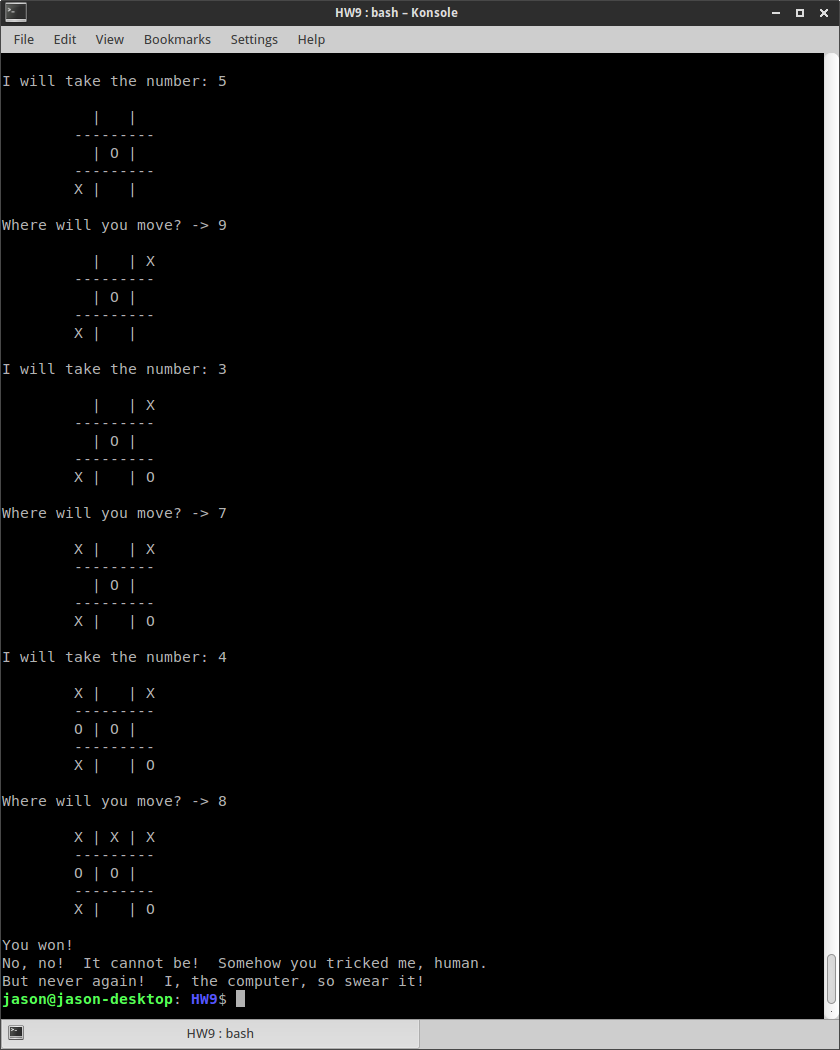 HW9 : bash – Konsole
File Edit View Bookmarks Settings Help
I will take the number: 5
          |   |
        ---------
          | O |
        ---------
        X |   |
Where will you move? -> 9
          |   | X
        ---------
          | O |
        ---------
        X |   |
I will take the number: 3
          |   | X
        ---------
          | O |
        ---------
        X |   | O
Where will you move? -> 7
        X |   | X
        ---------
          | O |
        ---------
        X |   | O
I will take the number: 4
        X |   | X
        ---------
        O | O |
        ---------
        X |   | O
Where will you move? -> 8
        X | X | X
        ---------
        O | O |
        ---------
        X |   | O
You won!
No, no!  It cannot be!  Somehow you tricked me, human.
But never again!  I, the computer, so swear it!
jason@jason-desktop: HW9$
HW9 : bash